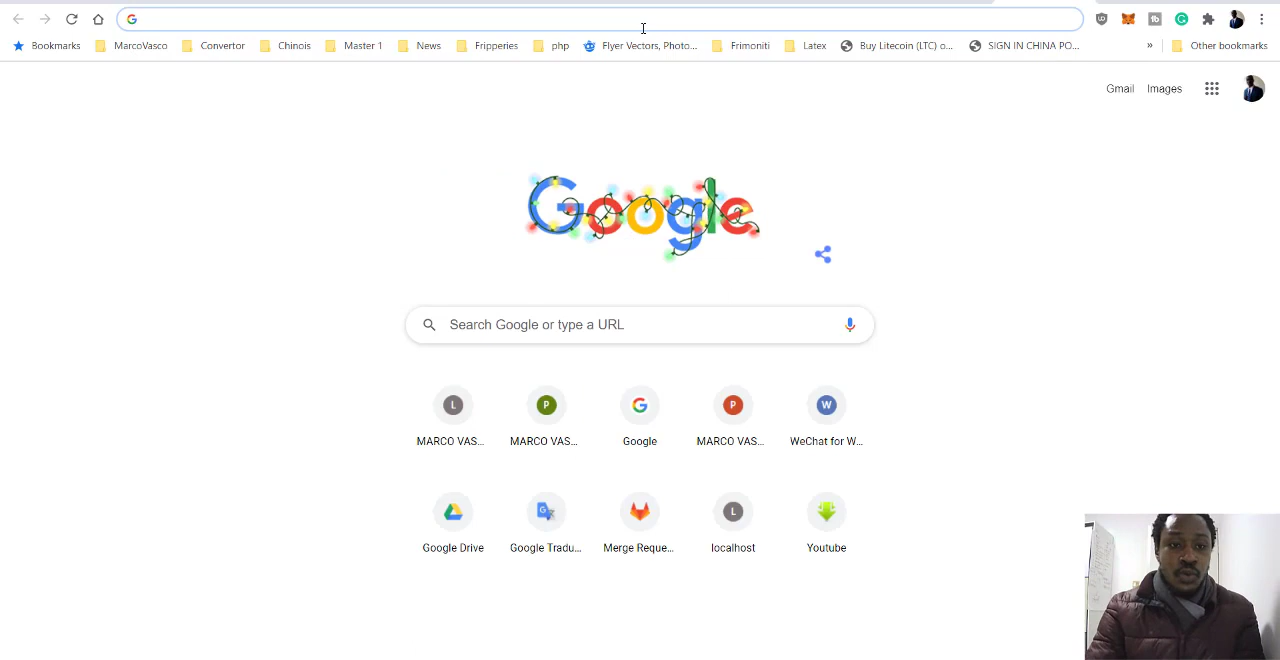 Bookmarks MarcoVasco Convertor Chinois Master 1 News Fripperies php Flyer Vectors, Photo... Frimoniti Latex Buy Litecoin (LTC) o... SIGN IN CHINA PO... » Other bookmarks
Gmail Images
Google
Search Google or type a URL
L P P W
MARCO VAS... MARCO VAS... Google MARCO VAS... WeChat for W...
L
Google Drive Google Tradu... Merge Reque... localhost Youtube